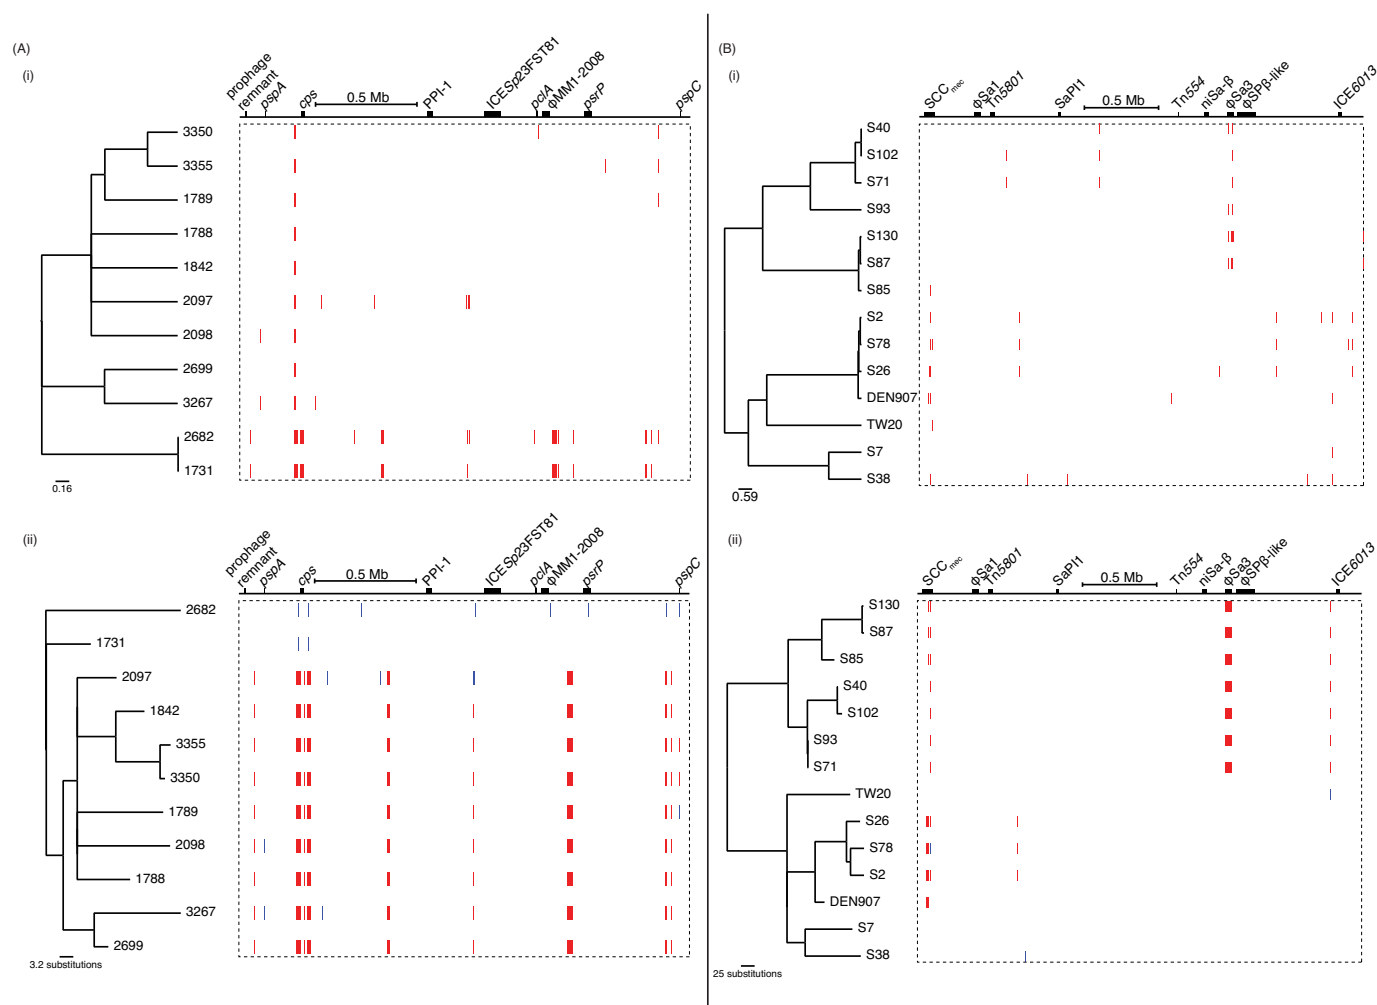 (A)
(i)
prophage remnant
pspA
cps
0.5 Mb
PPI-1
ICESp23FST81
pclA
ϕMM1-2008
psrP
pspC
3350
3355
1789
1788
1842
2097
2098
2699
3267
2682
1731
0.16
(ii)
prophage remnant
pspA
cps
0.5 Mb
PPI-1
ICESp23FST81
pclA
ϕMM1-2008
psrP
pspC
2682
1731
2097
1842
3355
3350
1789
2098
1788
3267
2699
3.2 substitutions
(B)
(i)
SCCmec
ϕSa1
Tn5801
SaPI1
0.5 Mb
Tn554
niSa-β
ϕSa3
ϕSPβ-like
ICE6013
S40
S102
S71
S93
S130
S87
S85
S2
S78
S26
DEN907
TW20
S7
S38
0.59
(ii)
SCCmec
ϕSa1
Tn5801
SaPI1
0.5 Mb
Tn554
niSa-β
ϕSa3
ϕSPβ-like
ICE6013
S130
S87
S85
S40
S102
S93
S71
TW20
S26
S78
S2
DEN907
S7
S38
25 substitutions